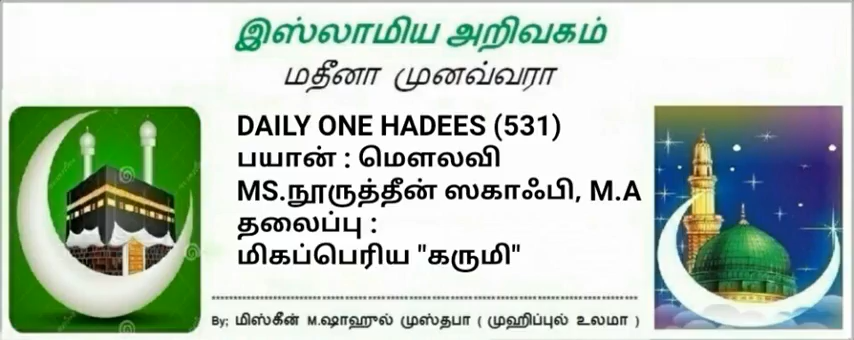 இஸ்லாமிய அறிவகம்
மதீனா முனவ்வரா
DAILY ONE HADEES (531)
பயான் : மௌலவி
MS.நூருத்தீன் ஸகாஃபி, M.A
தலைப்பு :
மிகப்பெரிய "கருமி"
By; மிஸ்கீன் M.ஷாஹுல் முஸ்தபா ( முஹிப்புல் உலமா )